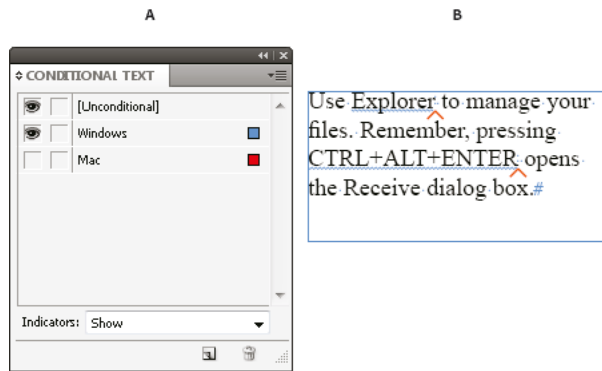 A
B
CONDITIONAL TEXT
[Unconditional]
Windows
Mac
Indicators: Show
Use Explorer to manage your
files. Remember, pressing
CTRL+ALT+ENTER opens
the Receive dialog box.#